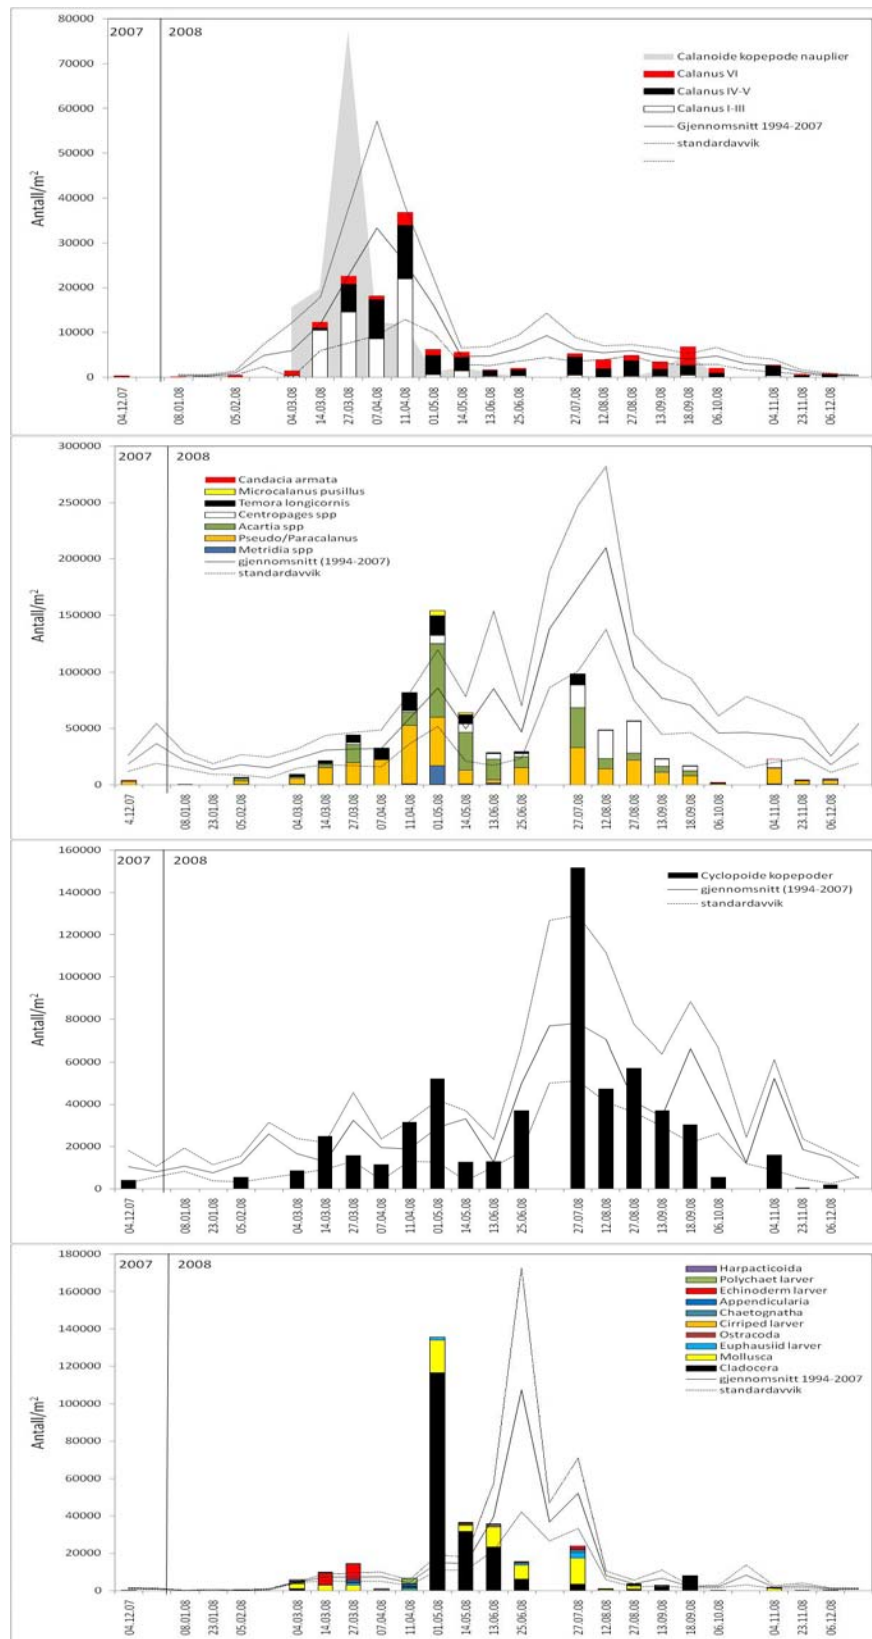 2007 2008
80000
70000
60000
50000
40000
30000
20000
10000
0
Antall/m²
Calanoide kopepode nauplier
Calanus VI
Calanus IV-V
Calanus I-III
Gjennomsnitt 1994-2007
standardavvik
04.12.07 08.01.08 05.02.08 04.03.08 14.03.08 27.03.08 07.04.08 11.04.08 01.05.08 14.05.08 13.06.08 25.06.08 27.07.08 12.08.08 27.08.08 13.09.08 18.09.08 06.10.08 04.11.08 23.11.08 06.12.08
2007 2008
300000
250000
200000
150000
100000
50000
0
Antall/m²
Candacia armata
Microcalanus pusillus
Temora longicornis
Centropages spp
Acartia spp
Pseudo/Paracalanus
Metridia spp
gjennomsnitt (1994-2007)
standardavvik
4.12.07 08.01.08 23.01.08 05.02.08 04.03.08 14.03.08 27.03.08 07.04.08 11.04.08 01.05.08 14.05.08 13.06.08 25.06.08 27.07.08 12.08.08 27.08.08 13.09.08 18.09.08 06.10.08 04.11.08 23.11.08 06.12.08
2007 2008
160000
140000
120000
100000
80000
60000
40000
20000
0
Antall/m²
Cyclopoide kopepoder
gjennomsnitt (1994-2007)
standardavvik
04.12.07 08.01.08 23.01.08 05.02.08 04.03.08 14.03.08 27.03.08 07.04.08 11.04.08 01.05.08 14.05.08 13.06.08 25.06.08 27.07.08 12.08.08 27.08.08 13.09.08 18.09.08 06.10.08 04.11.08 23.11.08 06.12.08
2007 2008
180000
160000
140000
120000
100000
80000
60000
40000
20000
0
Antall/m²
Harpacticoida
Polychaet larver
Echinoderm larver
Appendicularia
Chaetognatha
Cirriped larver
Ostracoda
Euphausiid larver
Mollusca
Cladocera
gjennomsnitt 1994-2007
standardavvik
04.12.07 08.01.08 23.01.08 05.02.08 04.03.08 14.03.08 27.03.08 07.04.08 11.04.08 01.05.08 14.05.08 13.06.08 25.06.08 27.07.08 12.08.08 27.08.08 13.09.08 18.09.08 06.10.08 04.11.08 23.11.08 06.12.08